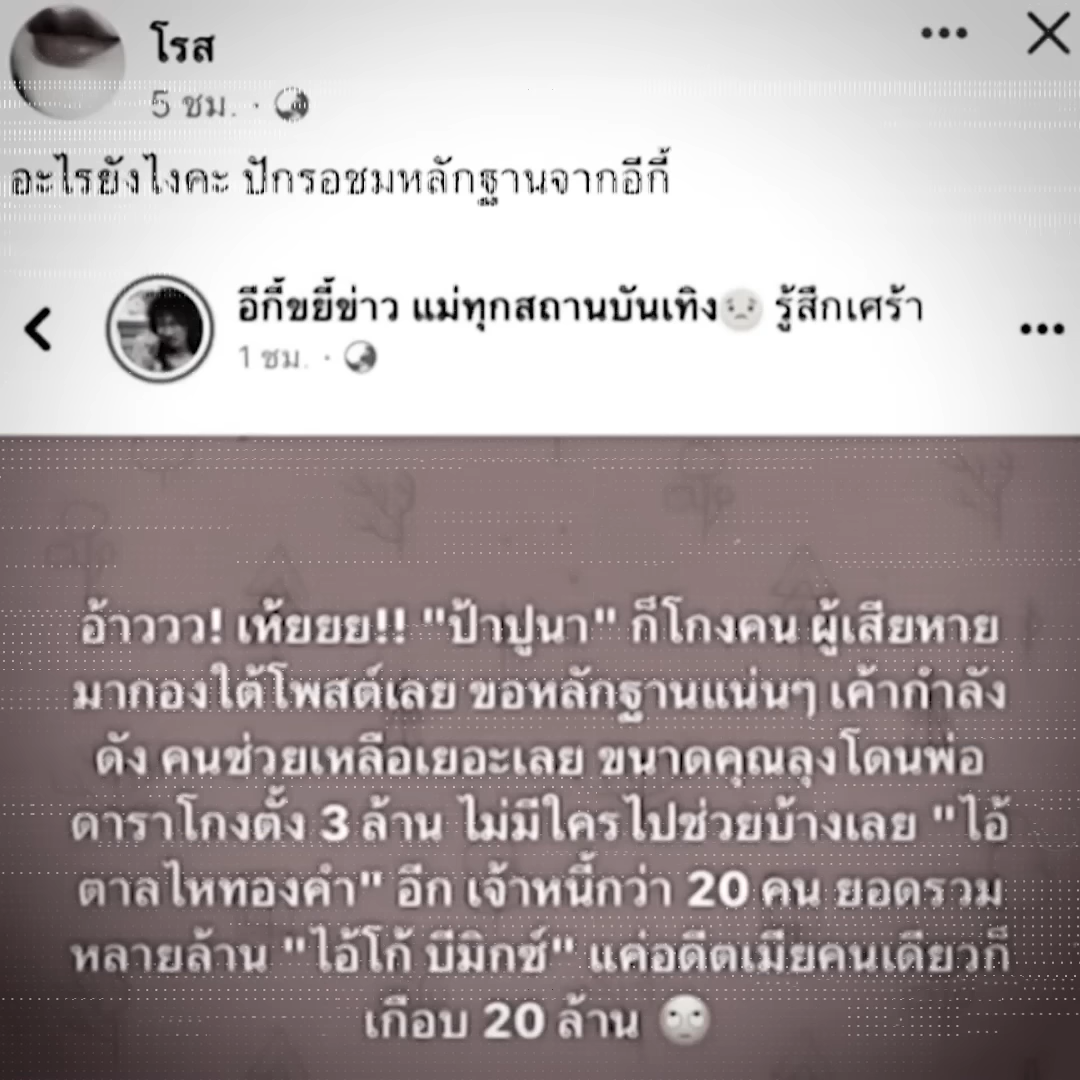 โรส
5 ชม. ·
อะไรยังไงคะ ปักรอชมหลักฐานจากอีกี้
อีกี้ขยี้ข่าว แม่ทุกสถานบันเทิง😟 รู้สึกเศร้า
1 ชม. ·
อ้าววว! เห้ยยย!! "ป้าปูนา" ก็โกงคน ผู้เสียหาย
มากองใต้โพสต์เลย ขอหลักฐานแน่นๆ เค้ากำลัง
ดัง คนช่วยเหลือเยอะเลย ขนาดคุณลุงโดนพ่อ
ดาราโกงตั้ง 3 ล้าน ไม่มีใครไปช่วยบ้างเลย "ไอ้
ตาลไหทองคำ" อีก เจ้าหนี้กว่า 20 คน ยอดรวม
หลายล้าน "ไอ้โก้ บีมิกซ์" แค่อดีตเมียคนเดียวก็
เกือบ 20 ล้าน 🙄